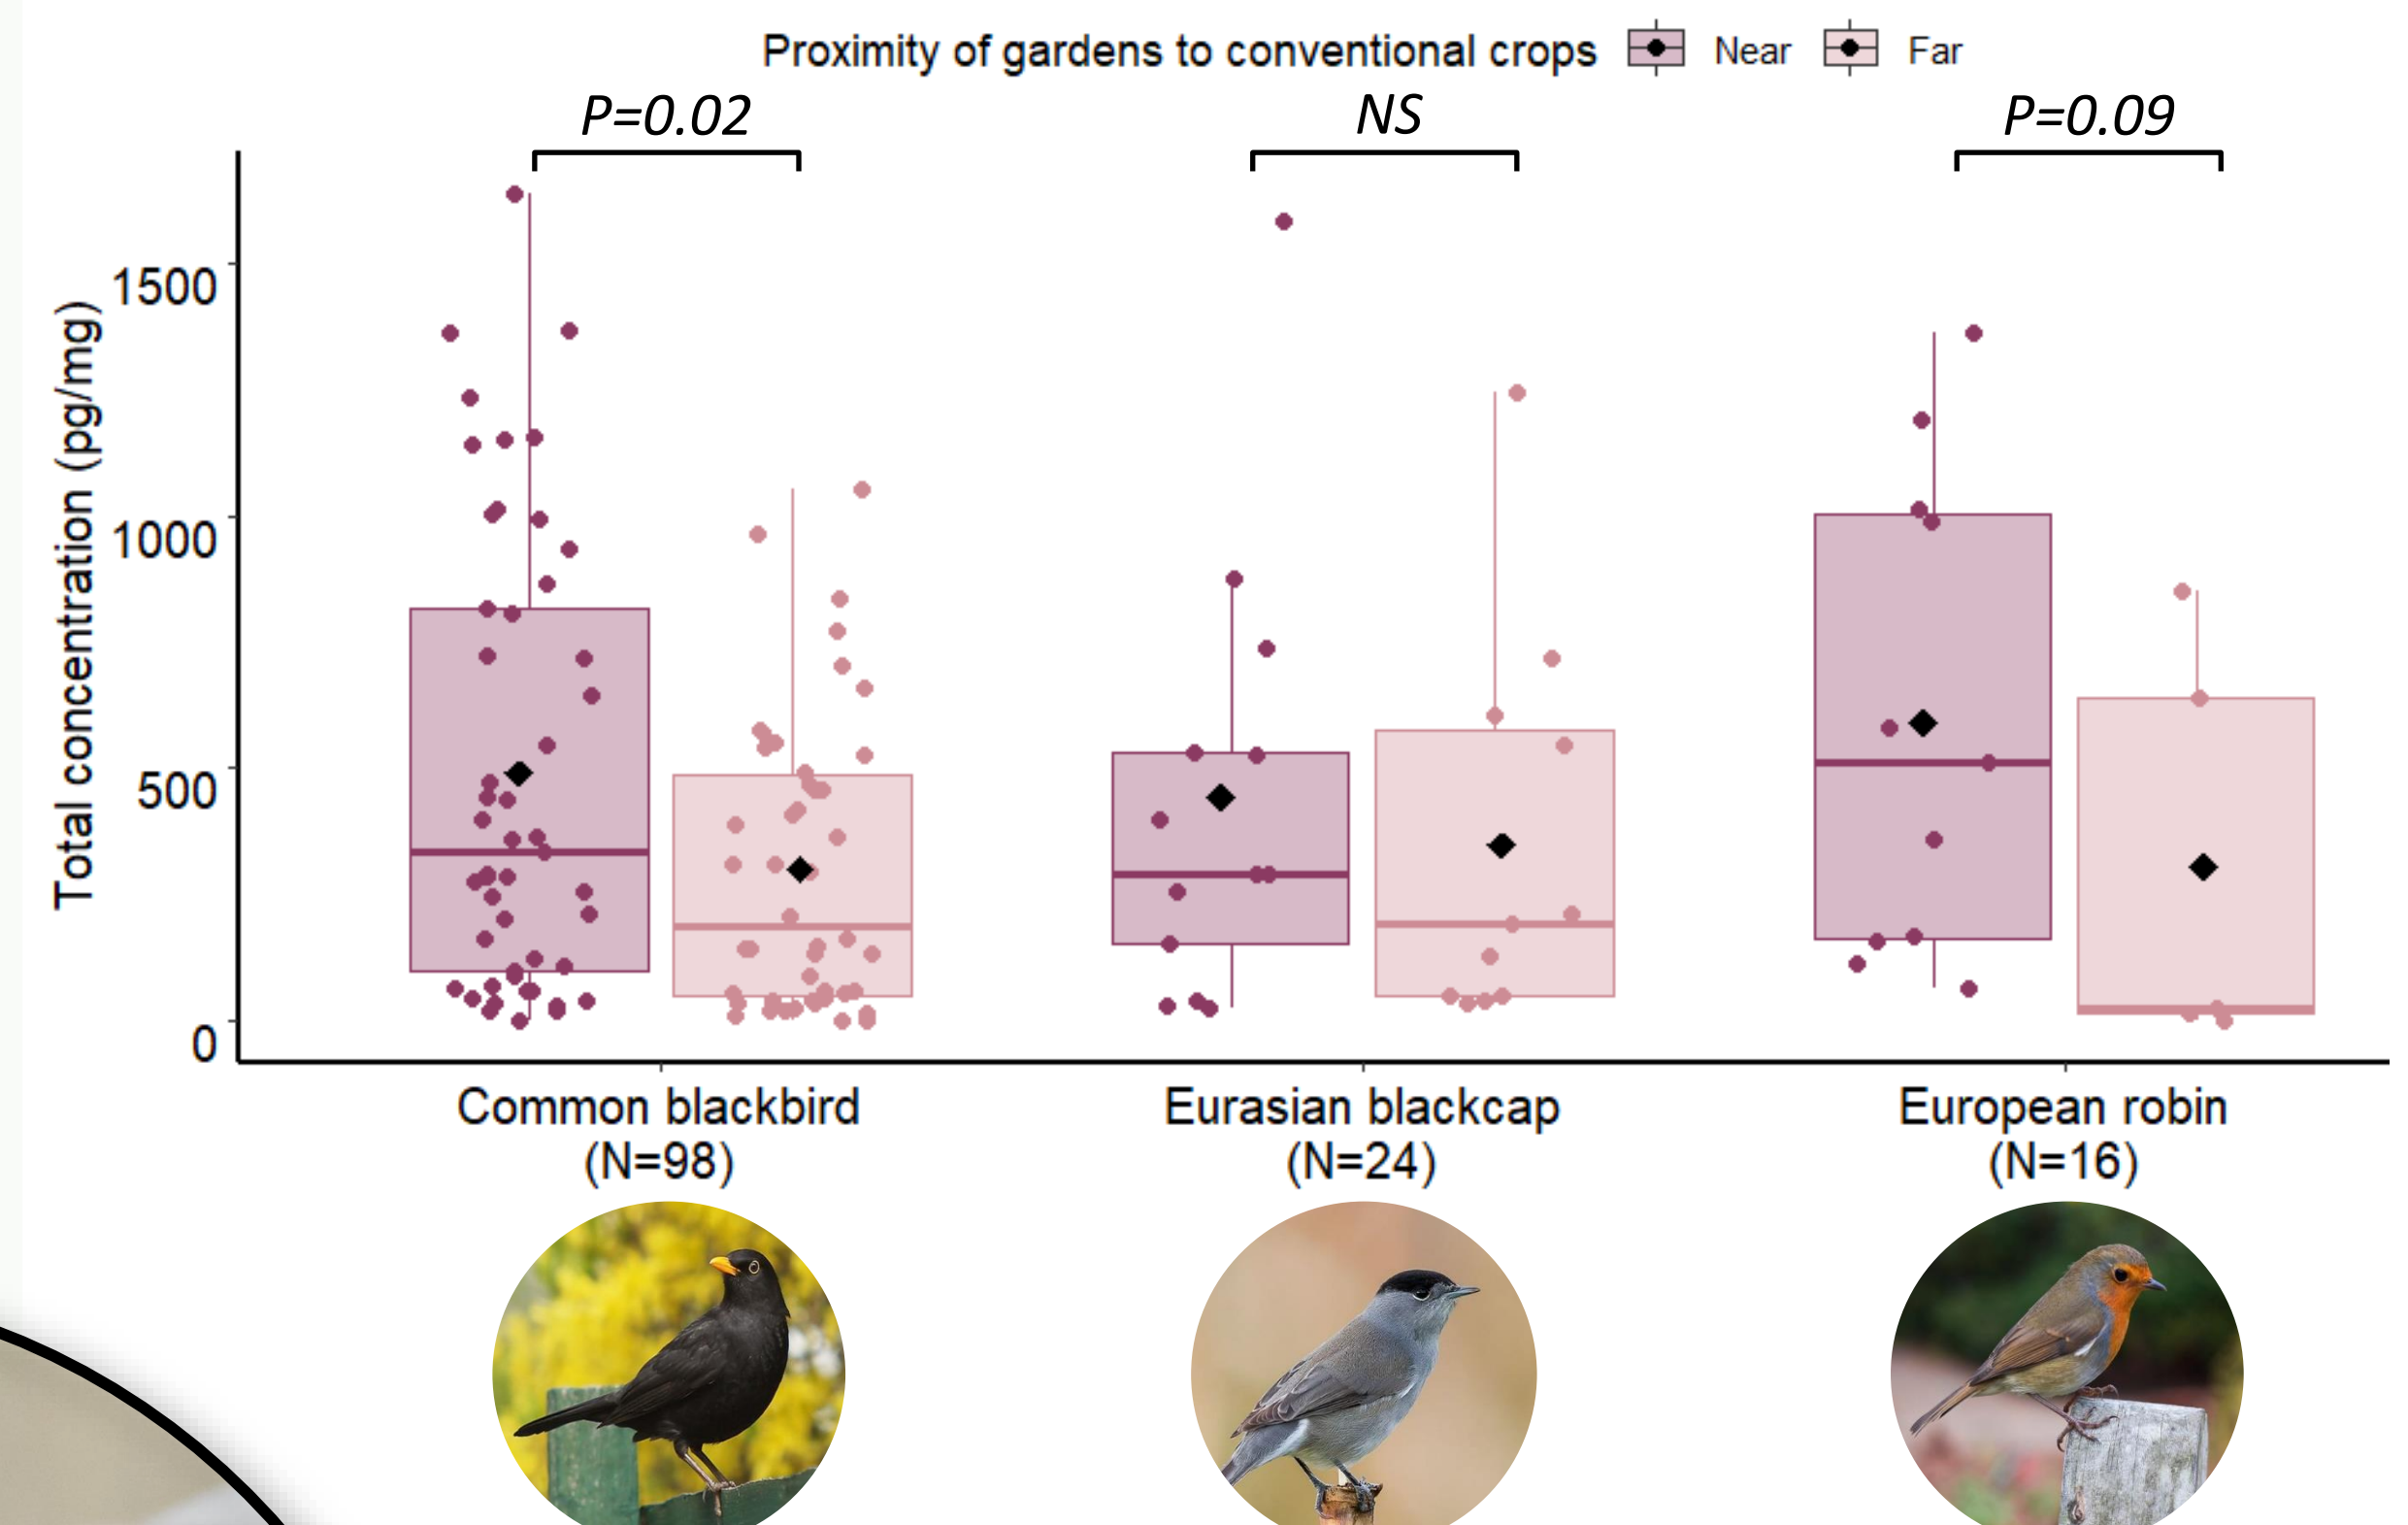 Proximity of gardens to conventional crops Near Far
P=0.02 NS P=0.09
Total concentration (pg/mg)
1500
1000
500
0
Common blackbird Eurasian blackcap European robin
(N=98) (N=24) (N=16)